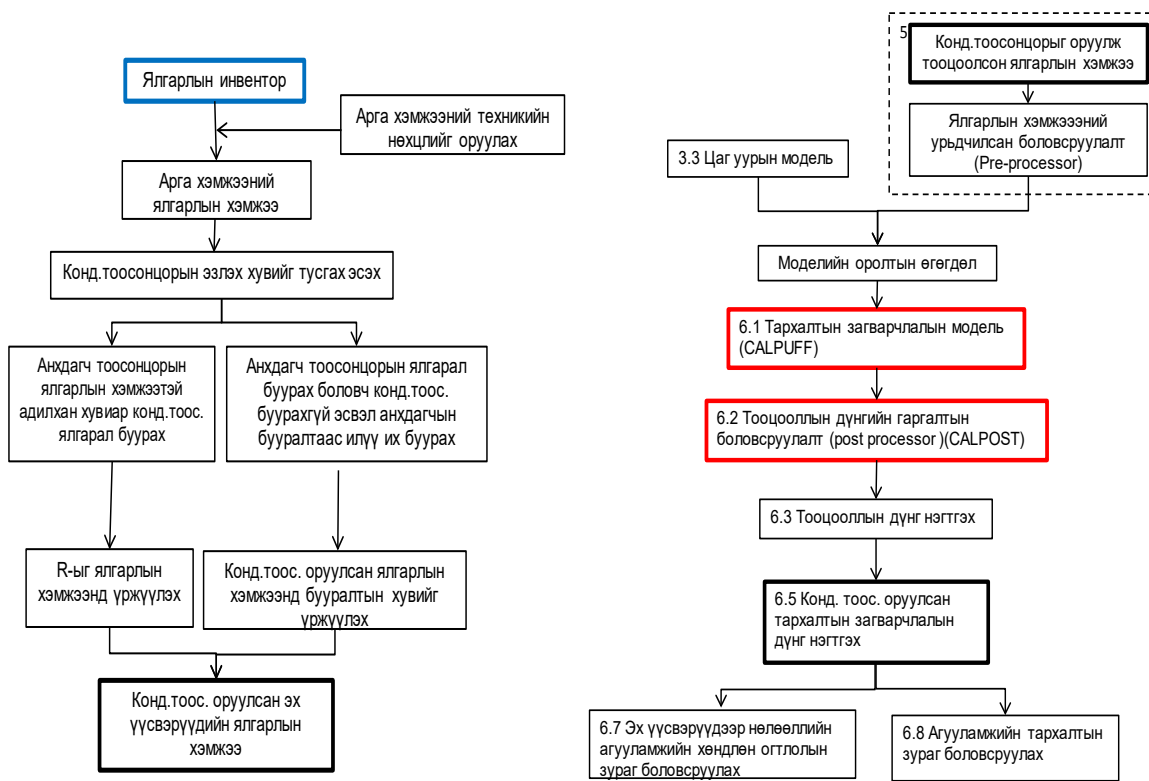 Ялгарлын инвентор
Арга хэмжээний техникийн
нөхцлийг оруулах
Арга хэмжээний
ялгарлын хэмжээ
Конд.тоосонцорын эзлэх хувийг тусгах эсэх
Анхдагч тоосонцорын
ялгарлын хэмжээтэй
адилхан хувиар конд.тоос.
ялгарал буурах
Анхдагч тоосонцорын ялгарал
буурах боловч конд.тоос.
буурахгүй эсвэл анхдагчын
бууралтаас илүү их буурах
R-ыг ялгарлын
хэмжээнд үржүүлэх
Конд.тоос. оруулсан ялгарлын
хэмжээнд бууралтын хувийг
үржүүлэх
Конд.тоос. оруулсан эх
үүсвэрүүдийн ялгарлын
хэмжээ
5
Конд.тоосонцорыг оруулж
тооцоолсон ялгарлын хэмжээ
Ялгарлын хэмжэээний
урьдчилсан боловсруулалт
(Pre-processor)
3.3 Цаг уурын модель
Моделийн оролтын өгөгдөл
6.1 Тархалтын загварчлалын модель
(CALPUFF)
6.2 Тооцооллын дүнгийн гаргалтын
боловсруулалт (post processor )(CALPOST)
6.3 Тооцооллын дүнг нэгтгэх
6.5 Конд. тоос. оруулсан
тархалтын загварчлалын
дүнг нэгтгэх
6.7 Эх үүсвэрүүдээр нөлөөллийн
агууламжийн хөндлөн огтлолын
зураг боловсруулах
6.8 Агууламжийн тархалтын
зураг боловсруулах